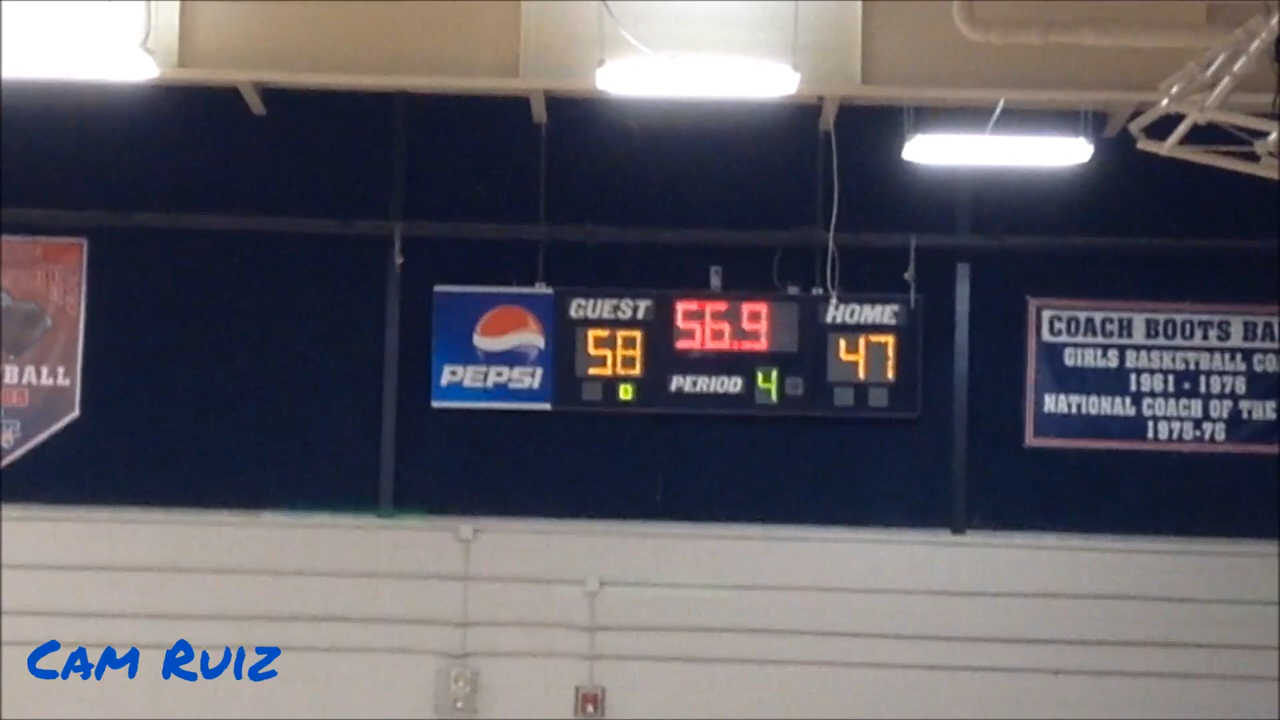 BALL
PEPSI
GUEST
56.9
HOME
58
47
0
PERIOD 4
COACH BOOTS BA
GIRLS BASKETBALL CO
1961 - 1976
NATIONAL COACH OF THE
1975-76
Cam Ruiz